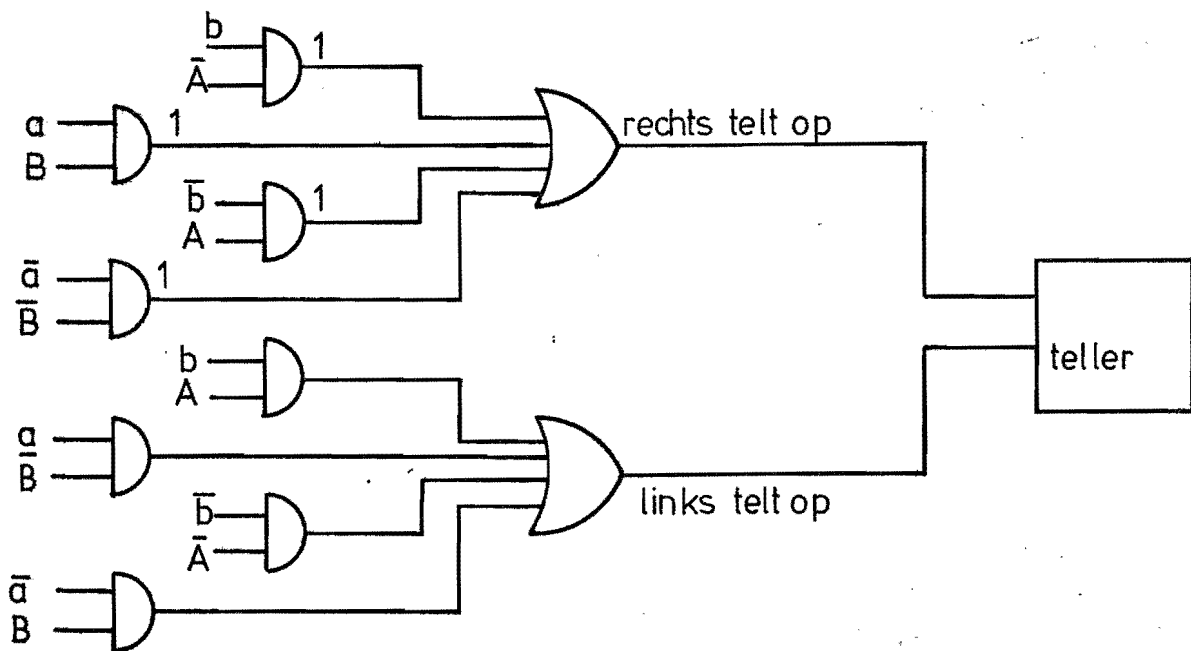 b
1
Ā
a
1
B
rechts telt op
b̄
1
A
ā
1
B̄
b
A
teller
a
B̄
b̄
links telt op
Ā
ā
B